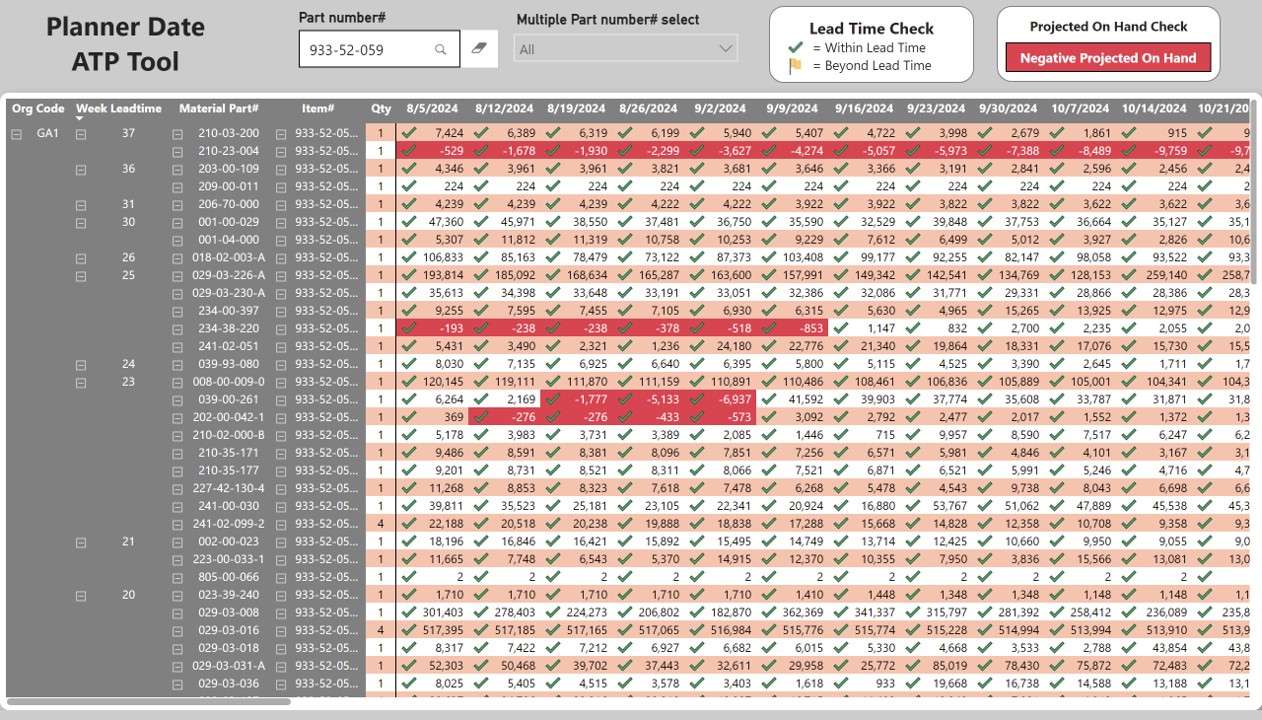 Planner Date
ATP Tool
Part number#
933-52-059
Multiple Part number# select
All
Lead Time Check
= Within Lead Time
= Beyond Lead Time
Projected On Hand Check
Negative Projected On Hand
Org Code Week Leadtime Material Part# Item# Qty 8/5/2024 8/12/2024 8/19/2024 8/26/2024 9/2/2024 9/9/2024 9/16/2024 9/23/2024 9/30/2024 10/7/2024 10/14/2024 10/21/20
GA1 37 210-03-200 933-52-05... 1 7,424 6,389 6,319 6,199 5,940 5,407 4,722 3,998 2,679 1,861 915 9
210-23-004 933-52-05... 1 -529 -1,678 -1,930 -2,299 -3,627 -4,274 -5,057 -5,973 -7,388 -8,489 -9,759 -9,7
36 203-00-109 933-52-05... 1 4,346 3,961 3,961 3,821 3,681 3,646 3,366 3,191 2,841 2,596 2,456 2,4
209-00-011 933-52-05... 1 224 224 224 224 224 224 224 224 224 224 224 2
31 206-70-000 933-52-05... 1 4,239 4,239 4,239 4,222 4,222 3,922 3,922 3,822 3,822 3,622 3,622 3,6
30 001-00-029 933-52-05... 1 47,360 45,971 38,550 37,481 36,750 35,590 32,529 39,848 37,753 36,664 35,127 35,1
001-04-000 933-52-05... 1 5,307 11,812 11,319 10,758 10,253 9,229 7,612 6,499 5,012 3,927 2,826 10,6
26 018-02-003-A 933-52-05... 1 106,833 85,163 78,479 73,122 87,373 103,408 99,177 92,255 82,147 98,058 93,522 93,3
25 029-03-226-A 933-52-05... 1 193,814 185,092 168,634 165,287 163,600 157,991 149,342 142,541 134,769 128,153 259,140 258,7
029-03-230-A 933-52-05... 1 35,613 34,398 33,648 33,191 33,051 32,386 32,086 31,771 29,331 28,866 28,386 28,3
234-00-397 933-52-05... 1 9,255 7,595 7,455 7,105 6,930 6,315 5,630 4,965 15,265 13,925 12,975 12,9
234-38-220 933-52-05... 1 -193 -238 -238 -378 -518 -853 1,147 832 2,700 2,235 2,055 2,0
241-02-051 933-52-05... 1 5,431 3,490 2,321 1,236 24,180 22,776 21,340 19,864 18,331 17,076 15,730 15,5
24 039-93-080 933-52-05... 1 8,030 7,135 6,925 6,640 6,395 5,800 5,115 4,525 3,390 2,645 1,711 1,7
23 008-00-009-0 933-52-05... 1 120,145 119,111 111,870 111,159 110,891 110,486 108,461 106,836 105,889 105,001 104,341 104,3
039-00-261 933-52-05... 1 6,264 2,169 -1,777 -5,133 -6,937 41,592 39,903 37,774 35,608 33,787 31,871 31,8
202-00-042-1 933-52-05... 1 369 -276 -276 -433 -573 3,092 2,792 2,477 2,017 1,552 1,372 1,3
210-02-000-B 933-52-05... 1 5,178 3,983 3,731 3,389 2,085 1,446 715 9,957 8,590 7,517 6,247 6,2
210-35-171 933-52-05... 1 9,486 8,591 8,381 8,096 7,851 7,256 6,571 5,981 4,846 4,101 3,167 3,1
210-35-177 933-52-05... 1 9,201 8,731 8,521 8,311 8,066 7,521 6,871 6,521 5,991 5,246 4,716 4,7
227-42-130-4 933-52-05... 1 11,268 8,853 8,323 7,618 7,478 6,268 5,478 4,543 9,738 8,043 6,698 6,6
241-00-030 933-52-05... 1 39,811 35,523 25,181 23,105 22,341 20,924 16,880 53,767 51,062 47,889 45,538 45,3
241-02-099-2 933-52-05... 4 22,188 20,518 20,238 19,888 18,838 17,288 15,668 14,828 12,358 10,708 9,358 9,3
21 002-00-023 933-52-05... 1 18,196 16,846 16,421 15,892 15,495 14,749 13,714 12,425 10,660 9,950 9,055 9,0
223-00-033-1 933-52-05... 1 11,665 7,748 6,543 5,370 14,915 12,370 10,355 7,950 3,836 15,566 13,081 13,0
805-00-066 933-52-05... 1 2 2 2 2 2 2 2 2 2 2 2
20 023-39-240 933-52-05... 1 1,710 1,710 1,710 1,710 1,710 1,410 1,448 1,348 1,348 1,148 1,148 1,1
029-03-008 933-52-05... 1 301,403 278,403 224,273 206,802 182,870 362,369 341,337 315,797 281,392 258,412 236,089 235,8
029-03-016 933-52-05... 4 517,395 517,185 517,165 517,065 516,984 515,776 515,774 515,228 514,994 513,994 513,910 513,9
029-03-018 933-52-05... 1 8,317 7,422 7,212 6,927 6,682 6,015 5,330 4,668 3,533 2,788 43,854 43,8
029-03-031-A 933-52-05... 1 52,303 50,468 39,702 37,443 32,611 29,958 25,772 85,019 78,430 75,872 72,483 72,2
029-03-036 933-52-05... 1 8,025 5,405 4,515 3,578 3,403 1,618 933 19,668 16,738 14,588 13,188 13,1